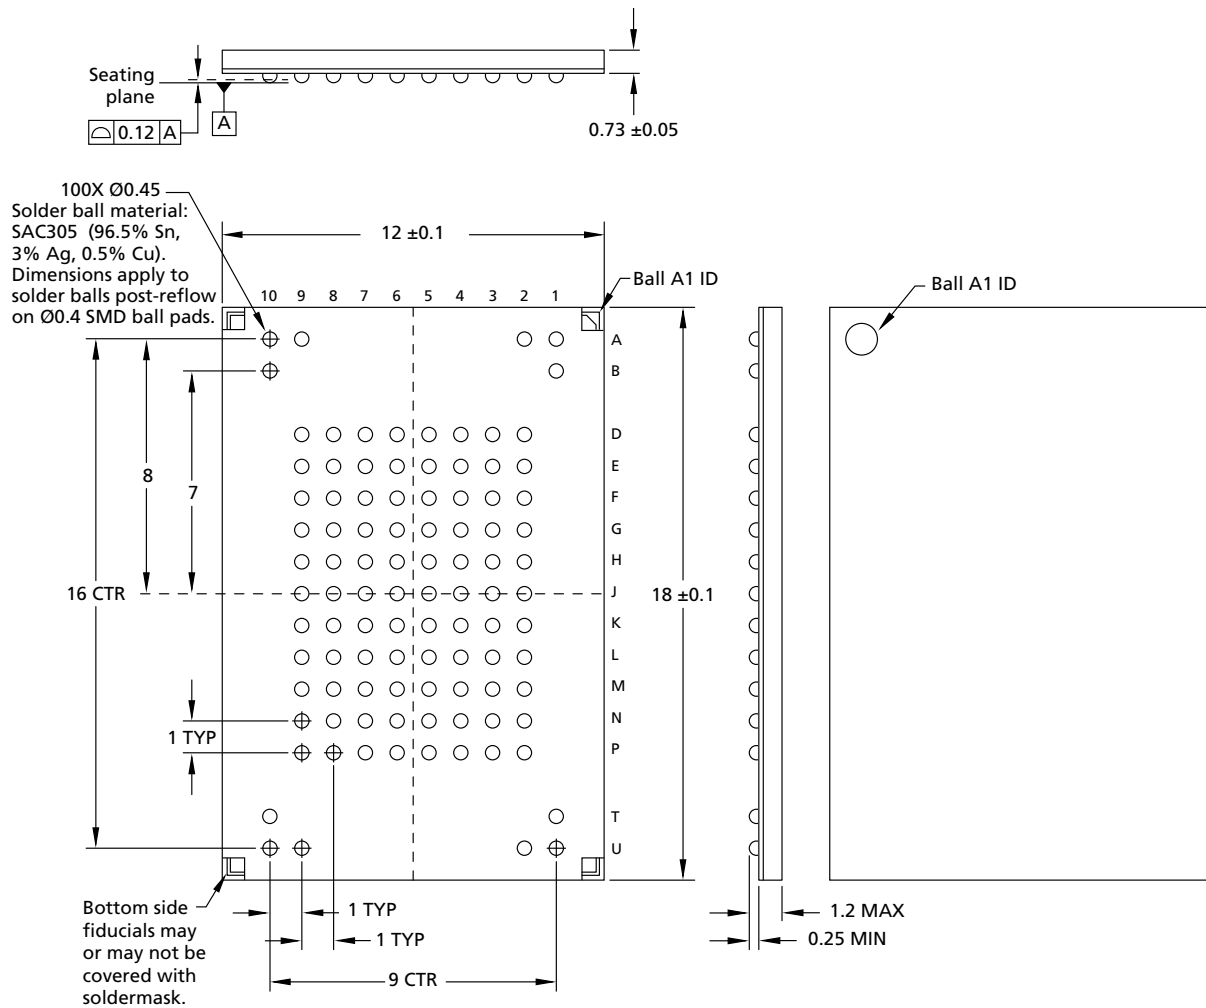 Seating
plane
0.12 A
A
0.73 ±0.05
100X Ø0.45
Solder ball material:
SAC305 (96.5% Sn,
3% Ag, 0.5% Cu).
Dimensions apply to
solder balls post-reflow
on Ø0.4 SMD ball pads.
12 ±0.1
Ball A1 ID
Ball A1 ID
10 9 8 7 6 5 4 3 2 1
A
B
D
E
F
G
H
J
K
L
M
N
P
T
U
8
7
16 CTR
18 ±0.1
1 TYP
Bottom side
fiducials may
or may not be
covered with
soldermask.
1 TYP
1 TYP
9 CTR
1.2 MAX
0.25 MIN